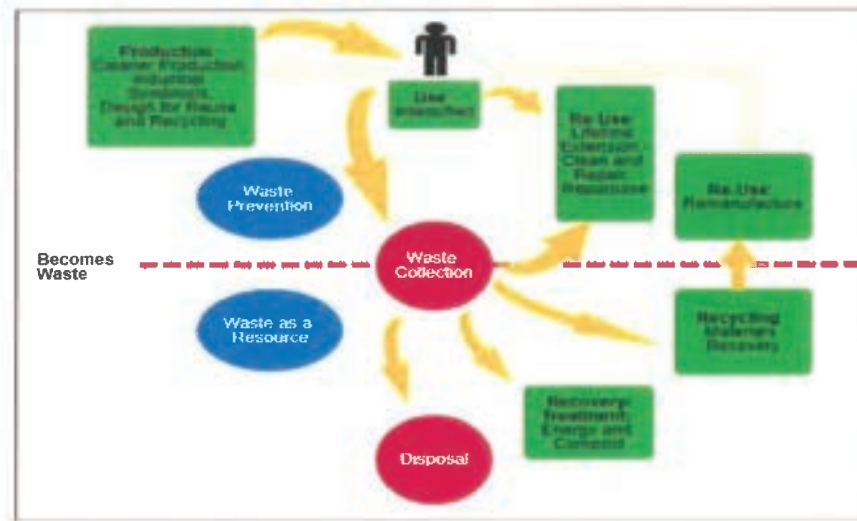 Production:
Cleaner Production
Industrial
Symbiosis,
Design for Reuse
and Recycling
Use
Re Use:
Lifetime
Extension -
Clean and
Repair,
Repurpose
Waste
Prevention
Re Use:
Remanufacture
Becomes
Waste
Waste
Collection
Waste as a
Resource
Recycling:
Materials
Recovery
Recovery:
Treatment,
Energy and
Compost
Disposal